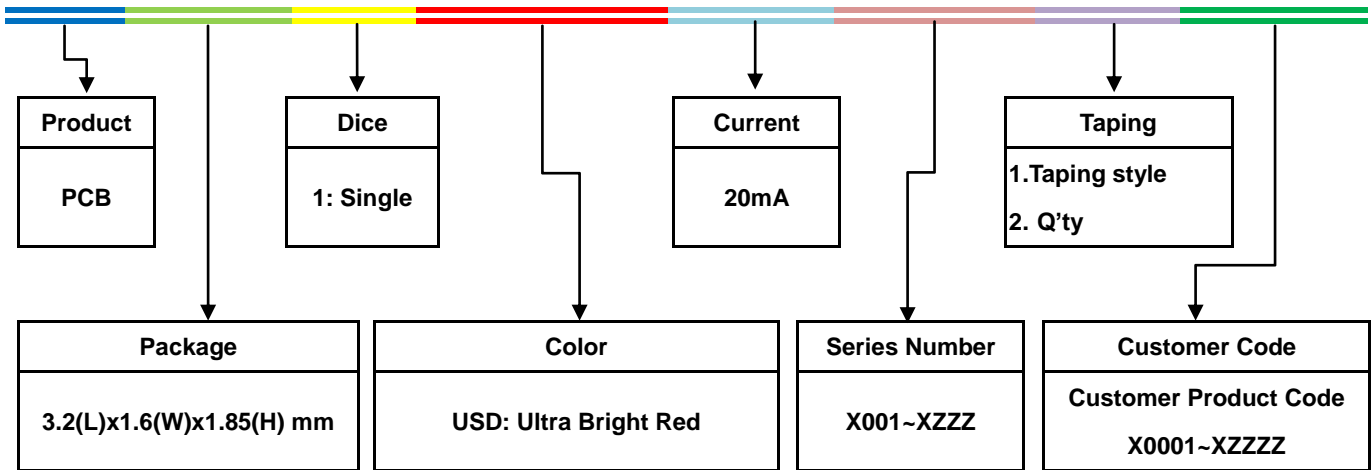 Product
PCB
Dice
1: Single
Current
20mA
Taping
1.Taping style
2. Q’ty
Package
3.2(L)x1.6(W)x1.85(H) mm
Color
USD: Ultra Bright Red
Series Number
X001~XZZZ
Customer Code
Customer Product Code
X0001~XZZZZ